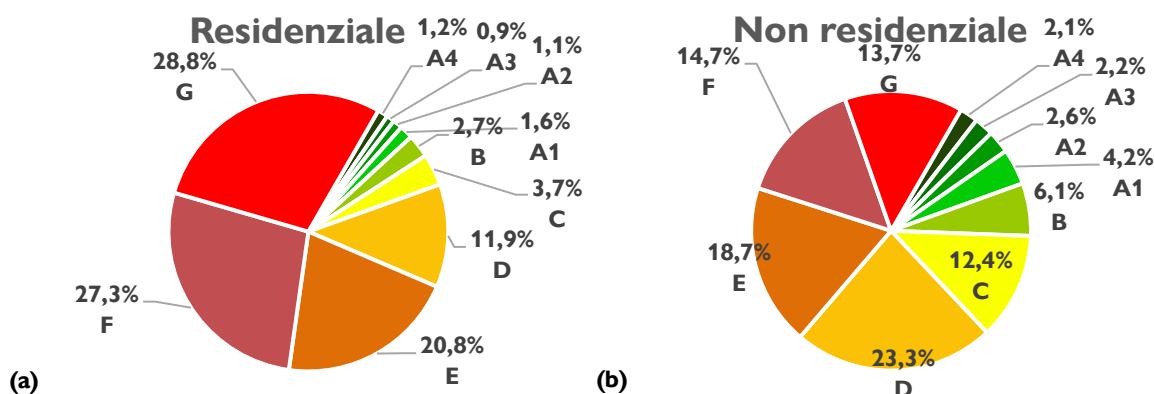 Residenziale
1,2%
A4
0,9%
A3
1,1%
A2
1,6%
A1
2,7%
B
3,7%
C
11,9%
D
20,8%
E
27,3%
F
28,8%
G
(a)
Non residenziale
2,1%
A4
2,2%
A3
2,6%
A2
4,2%
A1
6,1%
B
12,4%
C
23,3%
D
18,7%
E
14,7%
F
13,7%
G
(b)